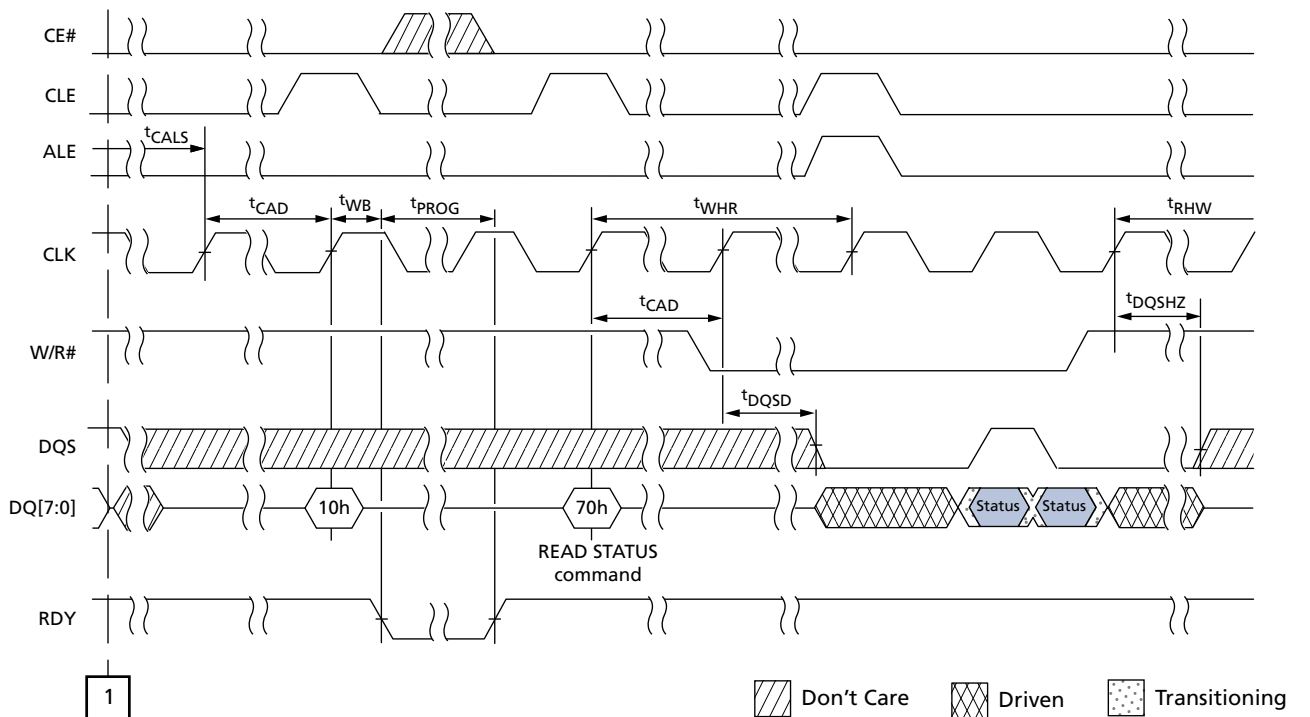 CE#
CLE
tCALS
ALE
tCAD
tWB
tPROG
tWHR
tRHW
CLK
tCAD
tDQSHZ
W/R#
tDQSD
DQS
DQ[7:0]
10h
70h
Status
Status
READ STATUS
command
RDY
1
Don't Care
Driven
Transitioning